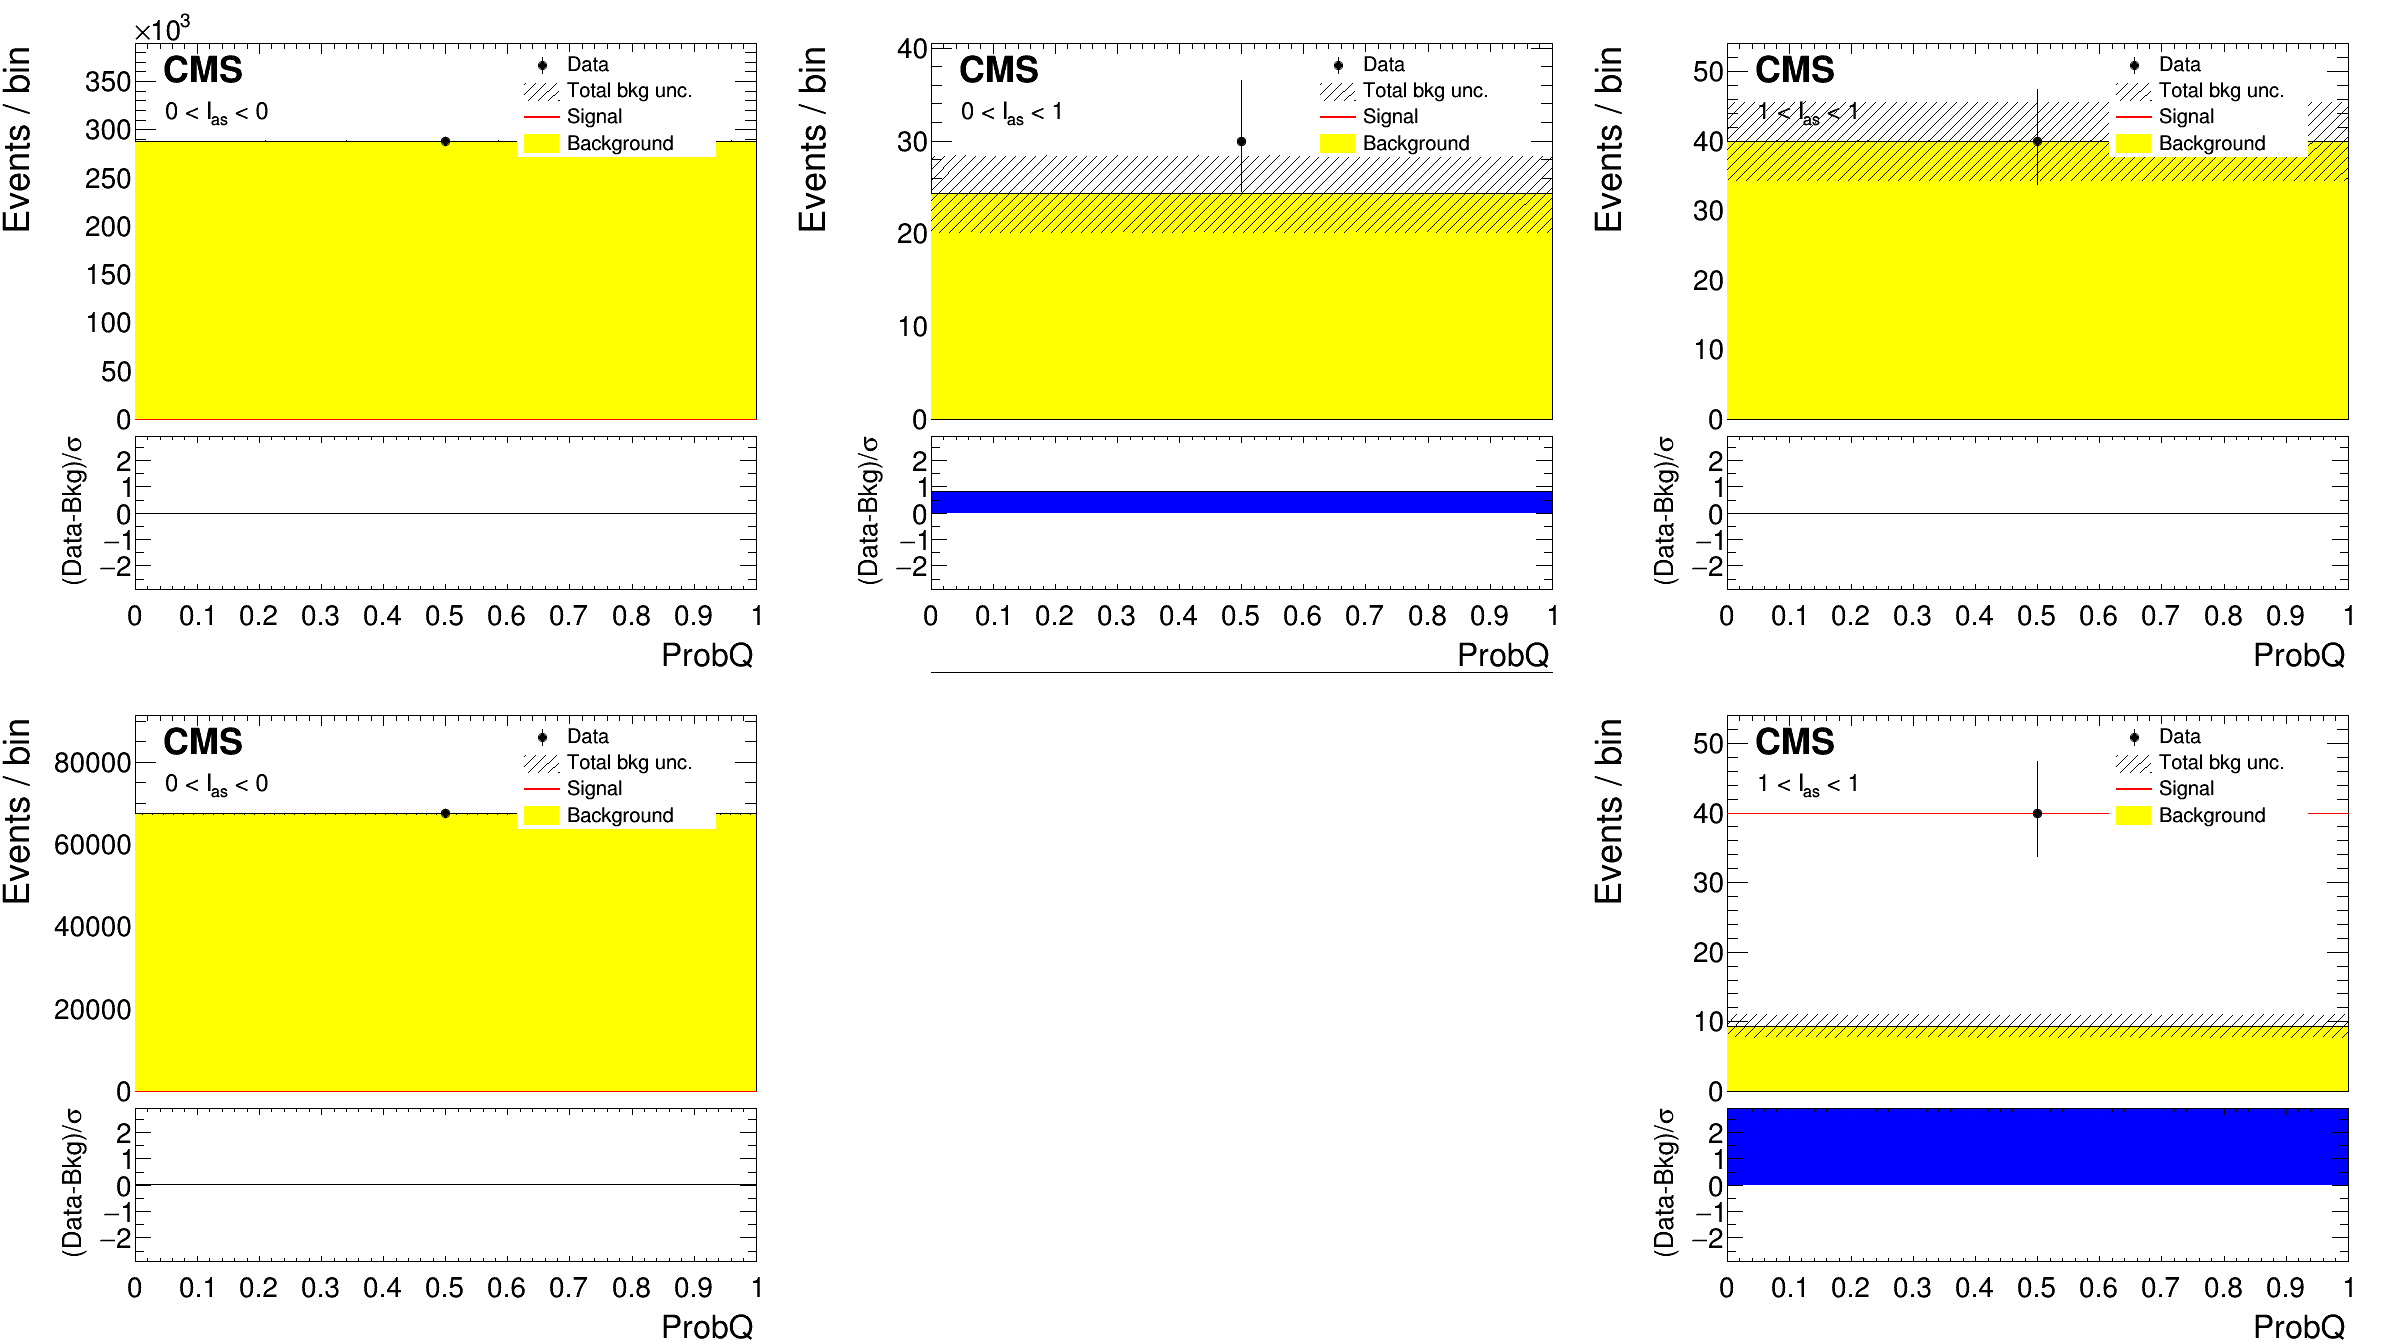 ×10³
Events / bin
350
300
250
200
150
100
50
0
CMS
0 < Ias < 0
Data
Total bkg unc.
Signal
Background
(Data-Bkg)/σ
2
1
0
−1
−2
0 0.1 0.2 0.3 0.4 0.5 0.6 0.7 0.8 0.9 1
ProbQ
Events / bin
40
30
20
10
0
CMS
0 < Ias < 1
Data
Total bkg unc.
Signal
Background
(Data-Bkg)/σ
2
1
0
−1
−2
0 0.1 0.2 0.3 0.4 0.5 0.6 0.7 0.8 0.9 1
ProbQ
Events / bin
50
40
30
20
10
0
CMS
1 < Ias < 1
Data
Total bkg unc.
Signal
Background
(Data-Bkg)/σ
2
1
0
−1
−2
0 0.1 0.2 0.3 0.4 0.5 0.6 0.7 0.8 0.9 1
ProbQ
Events / bin
80000
60000
40000
20000
0
CMS
0 < Ias < 0
Data
Total bkg unc.
Signal
Background
(Data-Bkg)/σ
2
1
0
−1
−2
0 0.1 0.2 0.3 0.4 0.5 0.6 0.7 0.8 0.9 1
ProbQ
Events / bin
50
40
30
20
10
0
CMS
1 < Ias < 1
Data
Total bkg unc.
Signal
Background
(Data-Bkg)/σ
2
1
0
−1
−2
0 0.1 0.2 0.3 0.4 0.5 0.6 0.7 0.8 0.9 1
ProbQ